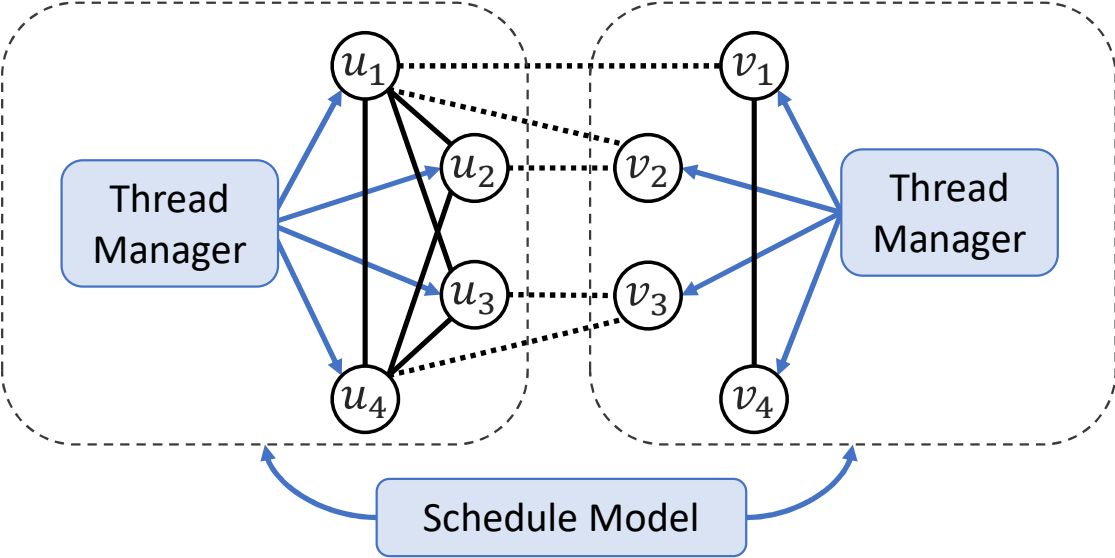 u₁
v₁
u₂
v₂
Thread
Manager
Thread
Manager
u₃
v₃
u₄
v₄
Schedule Model